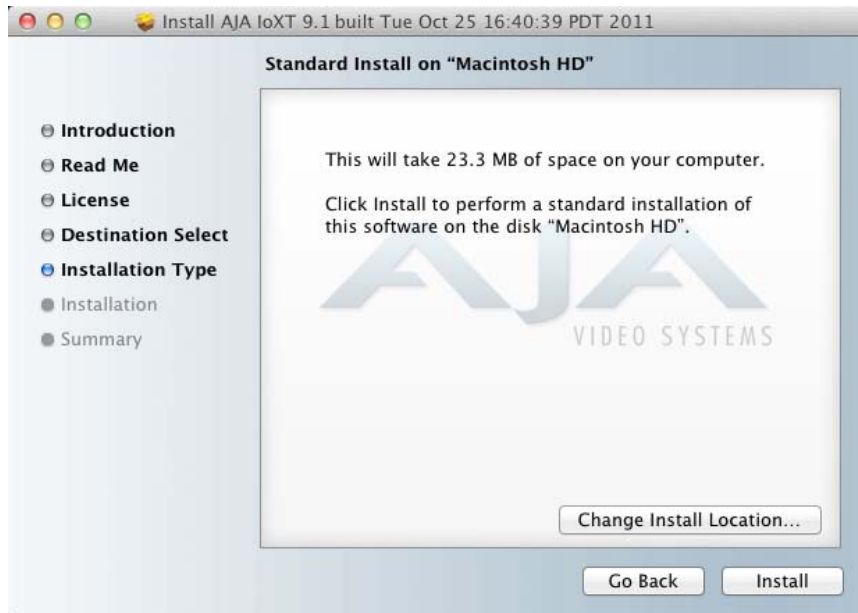 Install AJA IoXT 9.1 built Tue Oct 25 16:40:39 PDT 2011
Standard Install on “Macintosh HD”
Introduction
Read Me
License
Destination Select
Installation Type
Installation
Summary
This will take 23.3 MB of space on your computer.
Click Install to perform a standard installation of
this software on the disk “Macintosh HD”.
AJA
VIDEO SYSTEMS
Change Install Location...
Go Back
Install